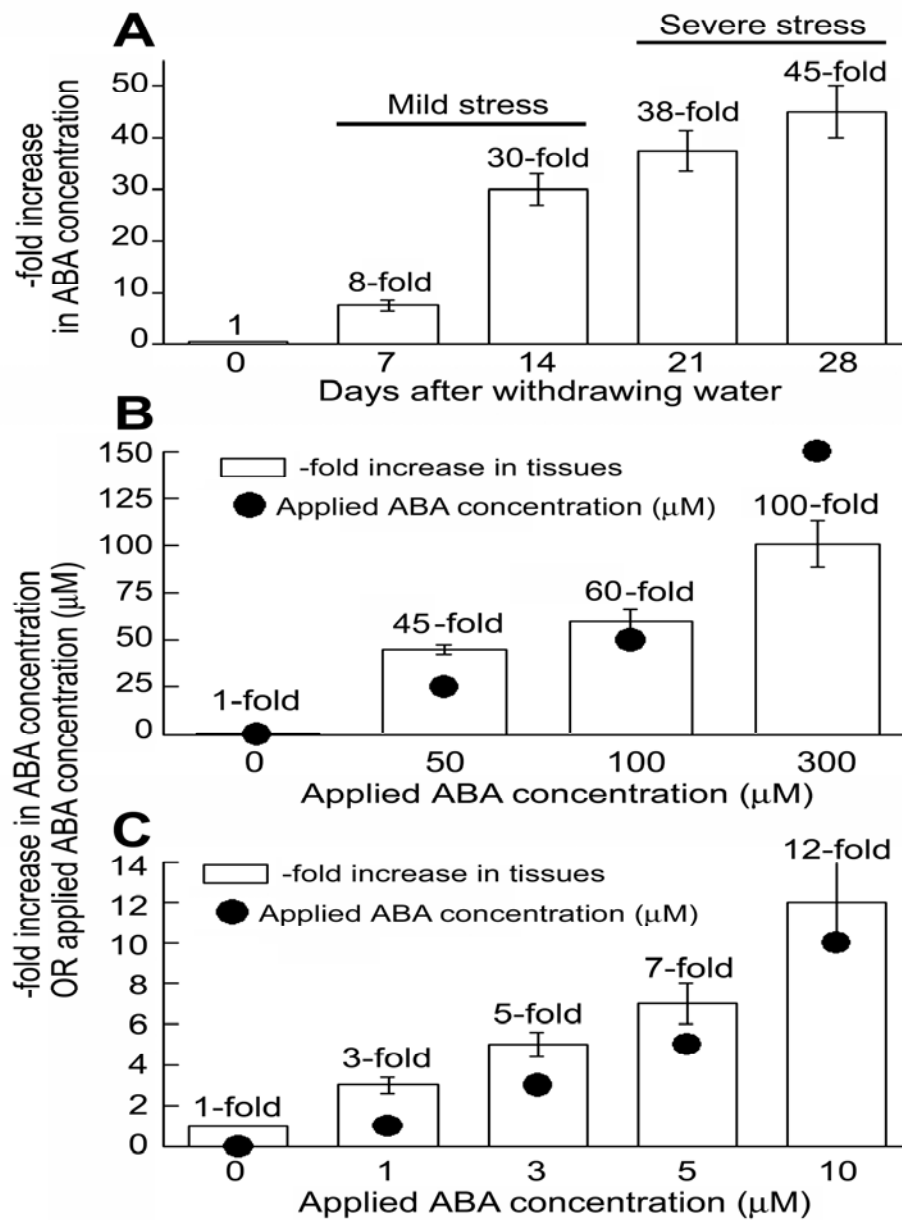 A
Severe stress
45-fold
Mild stress
38-fold
30-fold
8-fold
1
-fold increase
in ABA concentration
50
40
30
20
10
0
0 7 14 21 28
Days after withdrawing water
B
-fold increase in tissues
Applied ABA concentration (μM)
100-fold
60-fold
45-fold
1-fold
150
125
100
75
50
25
0
0 50 100 300
Applied ABA concentration (μM)
-fold increase in ABA concentration
OR applied ABA concentration (μM)
C
-fold increase in tissues
Applied ABA concentration (μM)
12-fold
7-fold
5-fold
3-fold
1-fold
14
12
10
8
6
4
2
0
0 1 3 5 10
Applied ABA concentration (μM)